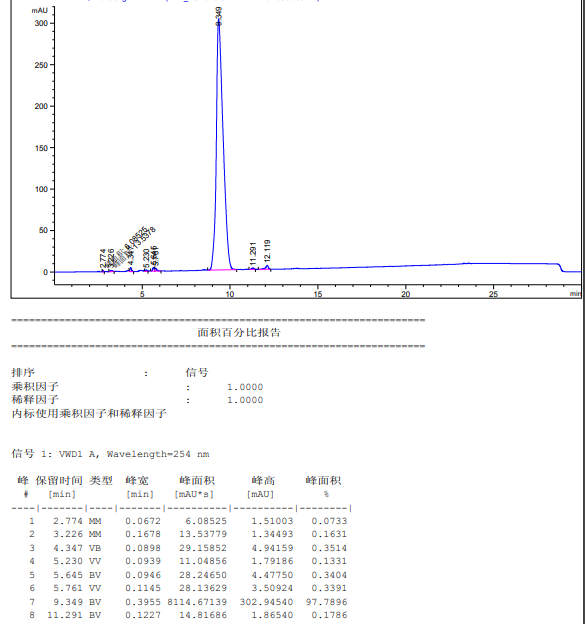 mAU
300
250
200
150
100
50
0
9.349
2.774
3.226
4.347
5.230
5.645
5.761
11.291
12.119
5
10
15
20
25
min
==========================================================
面积百分比报告
==========================================================
排序 : 信号
乘积因子 : 1.0000
稀释因子 : 1.0000
内标使用乘积因子和稀释因子
信号 1: VWD1 A, Wavelength=254 nm
峰 保留时间 类型 峰宽 峰面积 峰高 峰面积
# [min] [min] [mAU*s] [mAU] %
----|-------|----|-------|----------|----------|--------|
1 2.774 MM 0.0672 6.08525 1.51003 0.0733
2 3.226 MM 0.1678 13.53779 1.34493 0.1631
3 4.347 VB 0.0898 29.15852 4.94159 0.3514
4 5.230 VV 0.0939 11.04856 1.79186 0.1331
5 5.645 BV 0.0946 28.24650 4.47750 0.3404
6 5.761 VV 0.1145 28.13629 3.50924 0.3391
7 9.349 BV 0.3955 8114.67139 302.94540 97.7896
8 11.291 BV 0.1227 14.81686 1.86540 0.1786